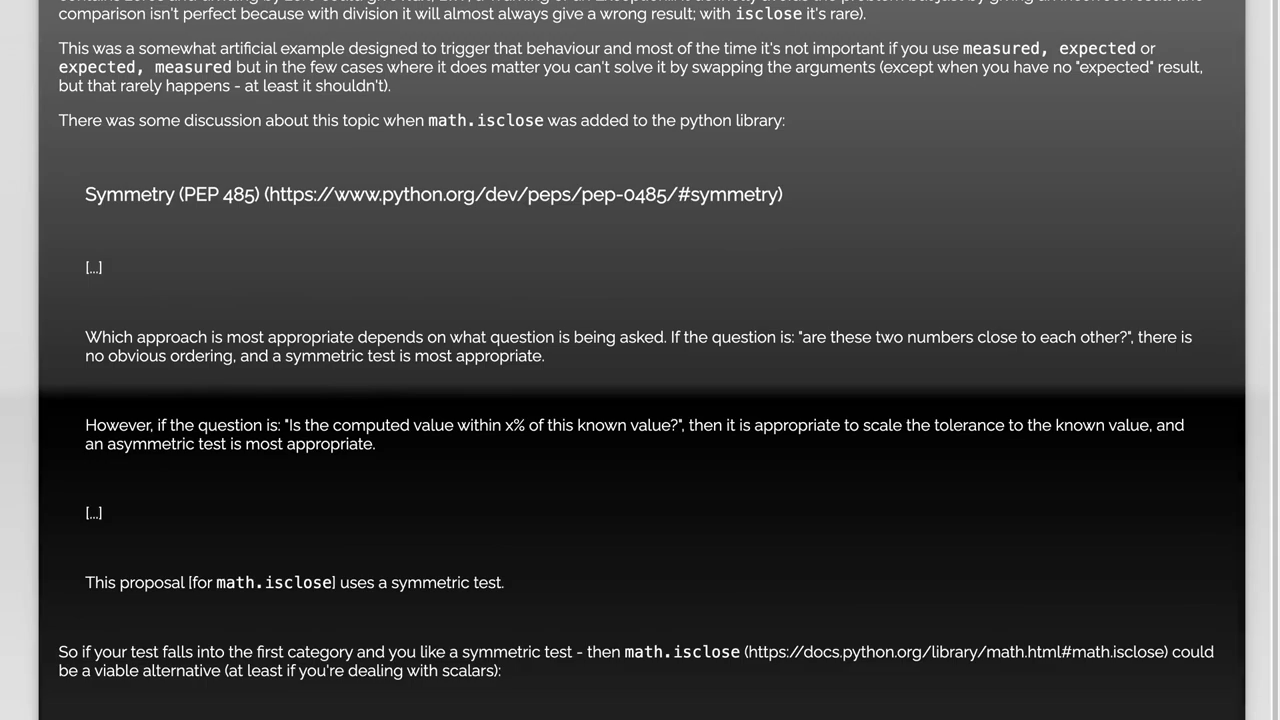 comparison isn't perfect because with division it will almost always give a wrong result; with isclose it's rare).
This was a somewhat artificial example designed to trigger that behaviour and most of the time it's not important if you use measured, expected or
expected, measured but in the few cases where it does matter you can't solve it by swapping the arguments (except when you have no "expected" result,
but that rarely happens - at least it shouldn't).
There was some discussion about this topic when math.isclose was added to the python library:
Symmetry (PEP 485) (https://www.python.org/dev/peps/pep-0485/#symmetry)
[...]
Which approach is most appropriate depends on what question is being asked. If the question is: "are these two numbers close to each other?", there is
no obvious ordering, and a symmetric test is most appropriate.
However, if the question is: "Is the computed value within x% of this known value?", then it is appropriate to scale the tolerance to the known value, and
an asymmetric test is most appropriate.
[...]
This proposal [for math.isclose] uses a symmetric test.
So if your test falls into the first category and you like a symmetric test - then math.isclose (https://docs.python.org/library/math.html#math.isclose) could
be a viable alternative (at least if you're dealing with scalars):